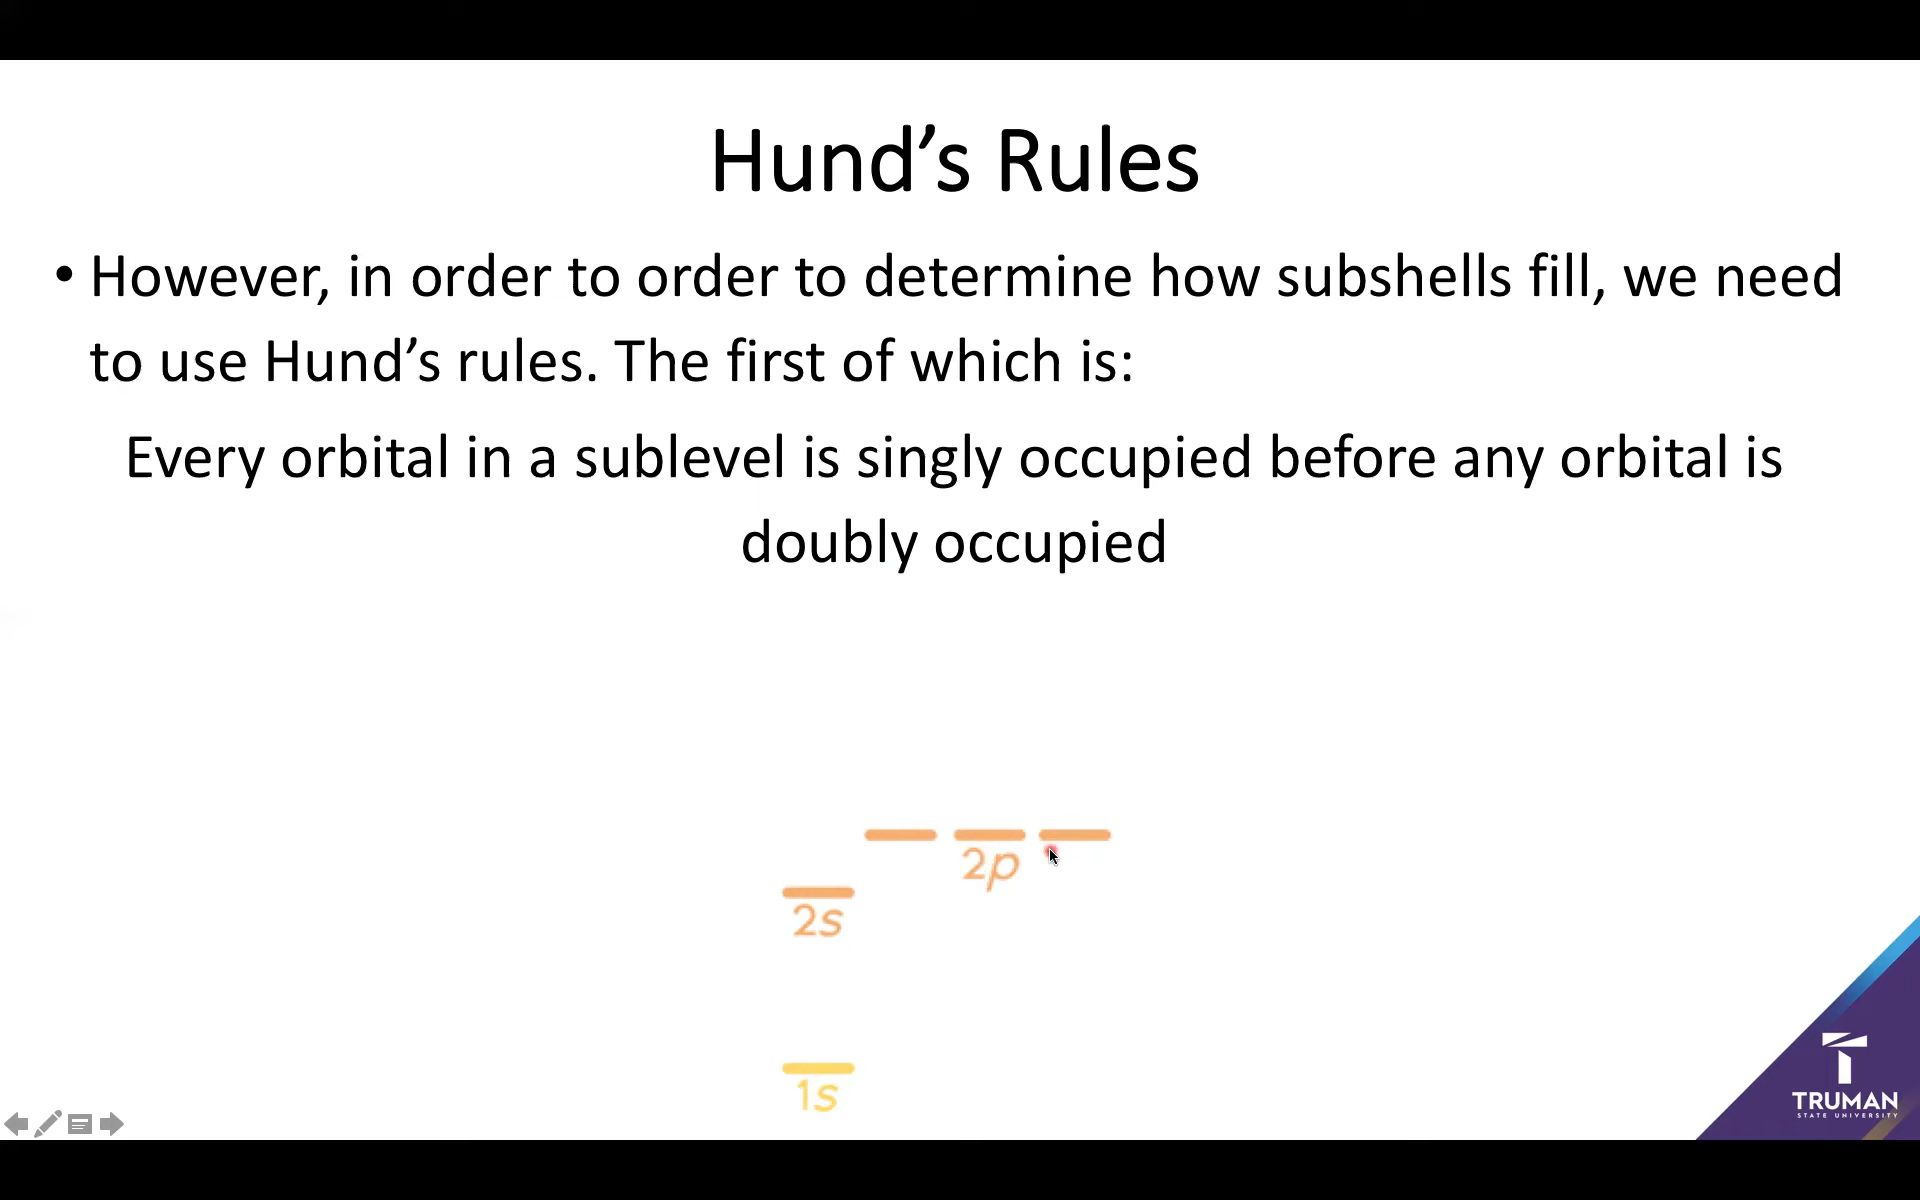 Hund’s Rules
• However, in order to order to determine how subshells fill, we need
to use Hund’s rules. The first of which is:
Every orbital in a sublevel is singly occupied before any orbital is
doubly occupied
2p
2s
1s
TRUMAN
STATE UNIVERSITY